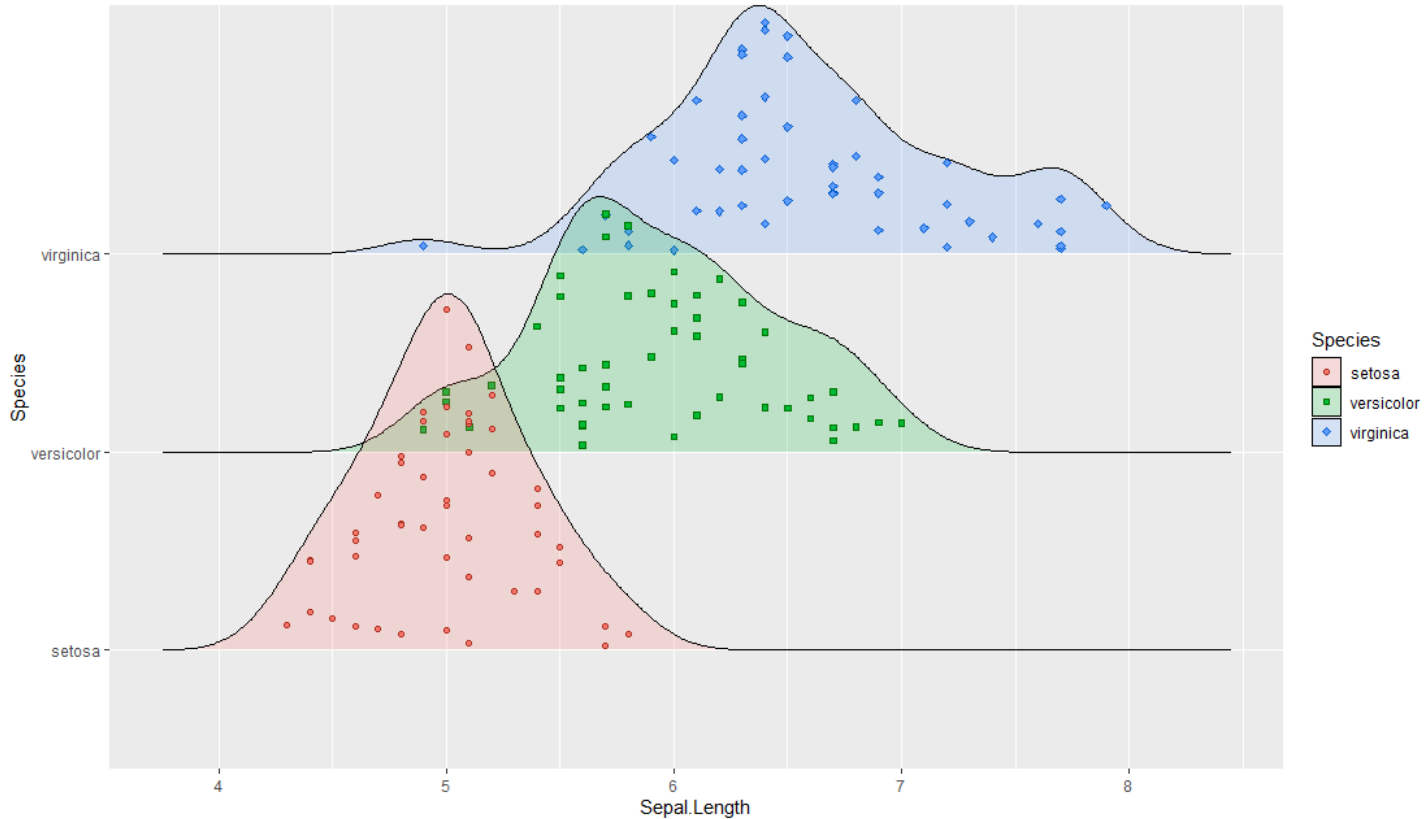 virginica
versicolor
setosa
Species
4 5 6 7 8
Sepal.Length
Species
setosa
versicolor
virginica